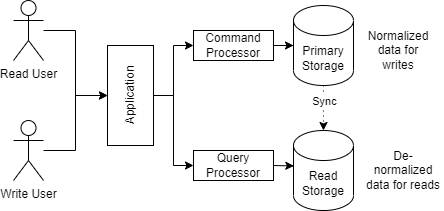 Read User
Write User
Application
Command
Processor
Query
Processor
Primary
Storage
Sync
Read
Storage
Normalized
data for
writes
De-
normalized
data for reads